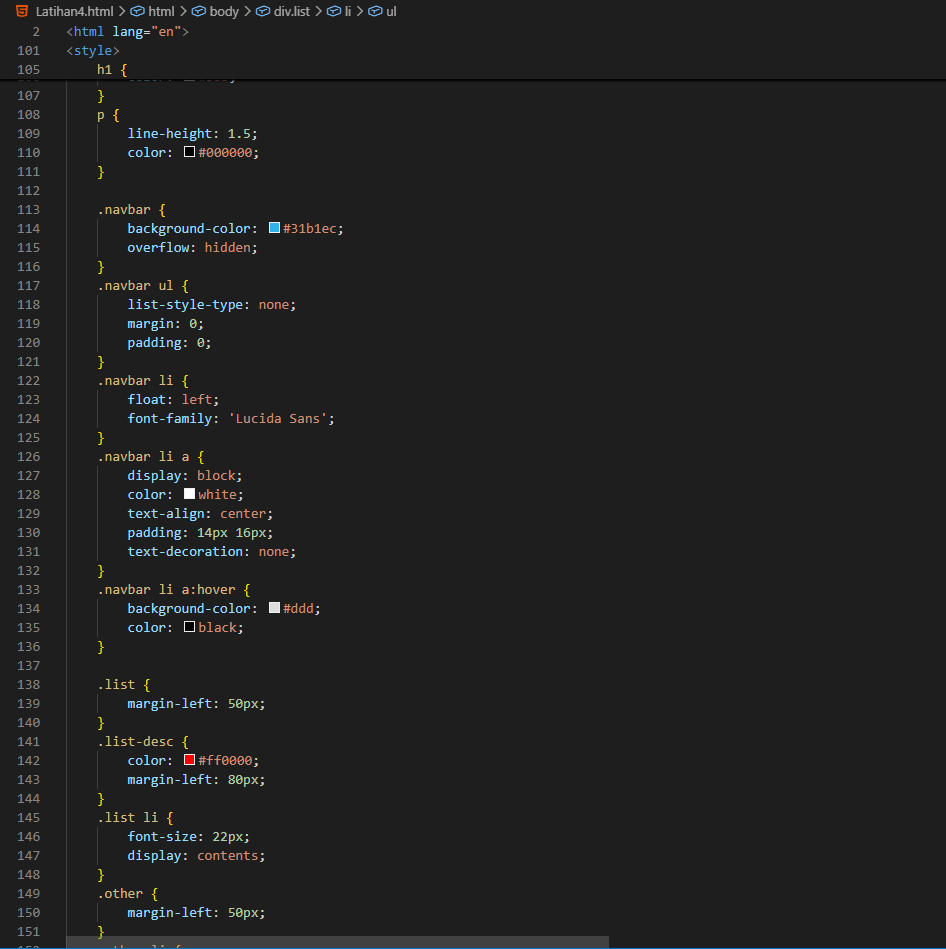 Latihan4.html > html > body > div.list > ul > li > ul
2 <html lang="en">
101 <style>
105 h1 {
107 }
108 p {
109 line-height: 1.5;
110 color: #000000;
111 }
112
113 .navbar {
114 background-color: #31b1ec;
115 overflow: hidden;
116 }
117 .navbar ul {
118 list-style-type: none;
119 margin: 0;
120 padding: 0;
121 }
122 .navbar li {
123 float: left;
124 font-family: 'Lucida Sans';
125 }
126 .navbar li a {
127 display: block;
128 color: white;
129 text-align: center;
130 padding: 14px 16px;
131 text-decoration: none;
132 }
133 .navbar li a:hover {
134 background-color: #ddd;
135 color: black;
136 }
137
138 .list {
139 margin-left: 50px;
140 }
141 .list-desc {
142 color: #ff0000;
143 margin-left: 80px;
144 }
145 .list li {
146 font-size: 22px;
147 display: contents;
148 }
149 .other {
150 margin-left: 50px;
151 }